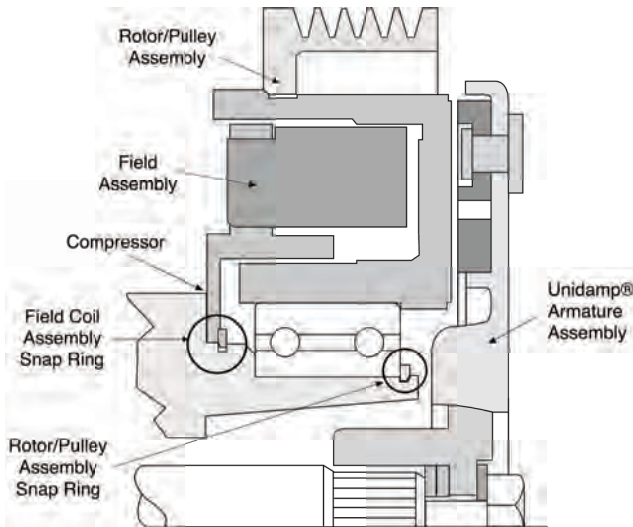 Rotor/Pulley
Assembly
Field
Assembly
Compressor
Field Coil
Assembly
Snap Ring
Unidamp®
Armature
Assembly
Rotor/Pulley
Assembly
Snap Ring